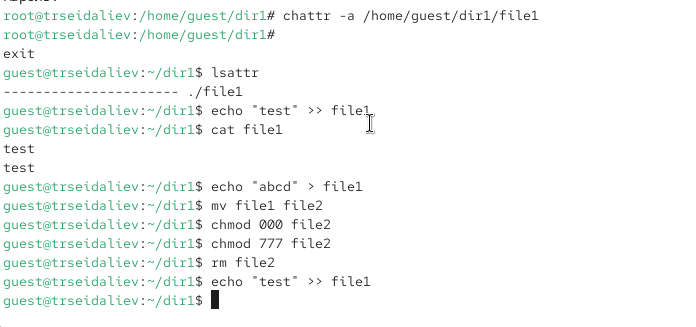 root@trseidaliev:/home/guest/dir1# chattr -a /home/guest/dir1/file1
root@trseidaliev:/home/guest/dir1#
exit
guest@trseidaliev:~/dir1$ lsattr
---------------------- ./file1
guest@trseidaliev:~/dir1$ echo "test" >> file1
guest@trseidaliev:~/dir1$ cat file1
test
test
guest@trseidaliev:~/dir1$ echo "abcd" > file1
guest@trseidaliev:~/dir1$ mv file1 file2
guest@trseidaliev:~/dir1$ chmod 000 file2
guest@trseidaliev:~/dir1$ chmod 777 file2
guest@trseidaliev:~/dir1$ rm file2
guest@trseidaliev:~/dir1$ echo "test" >> file1
guest@trseidaliev:~/dir1$